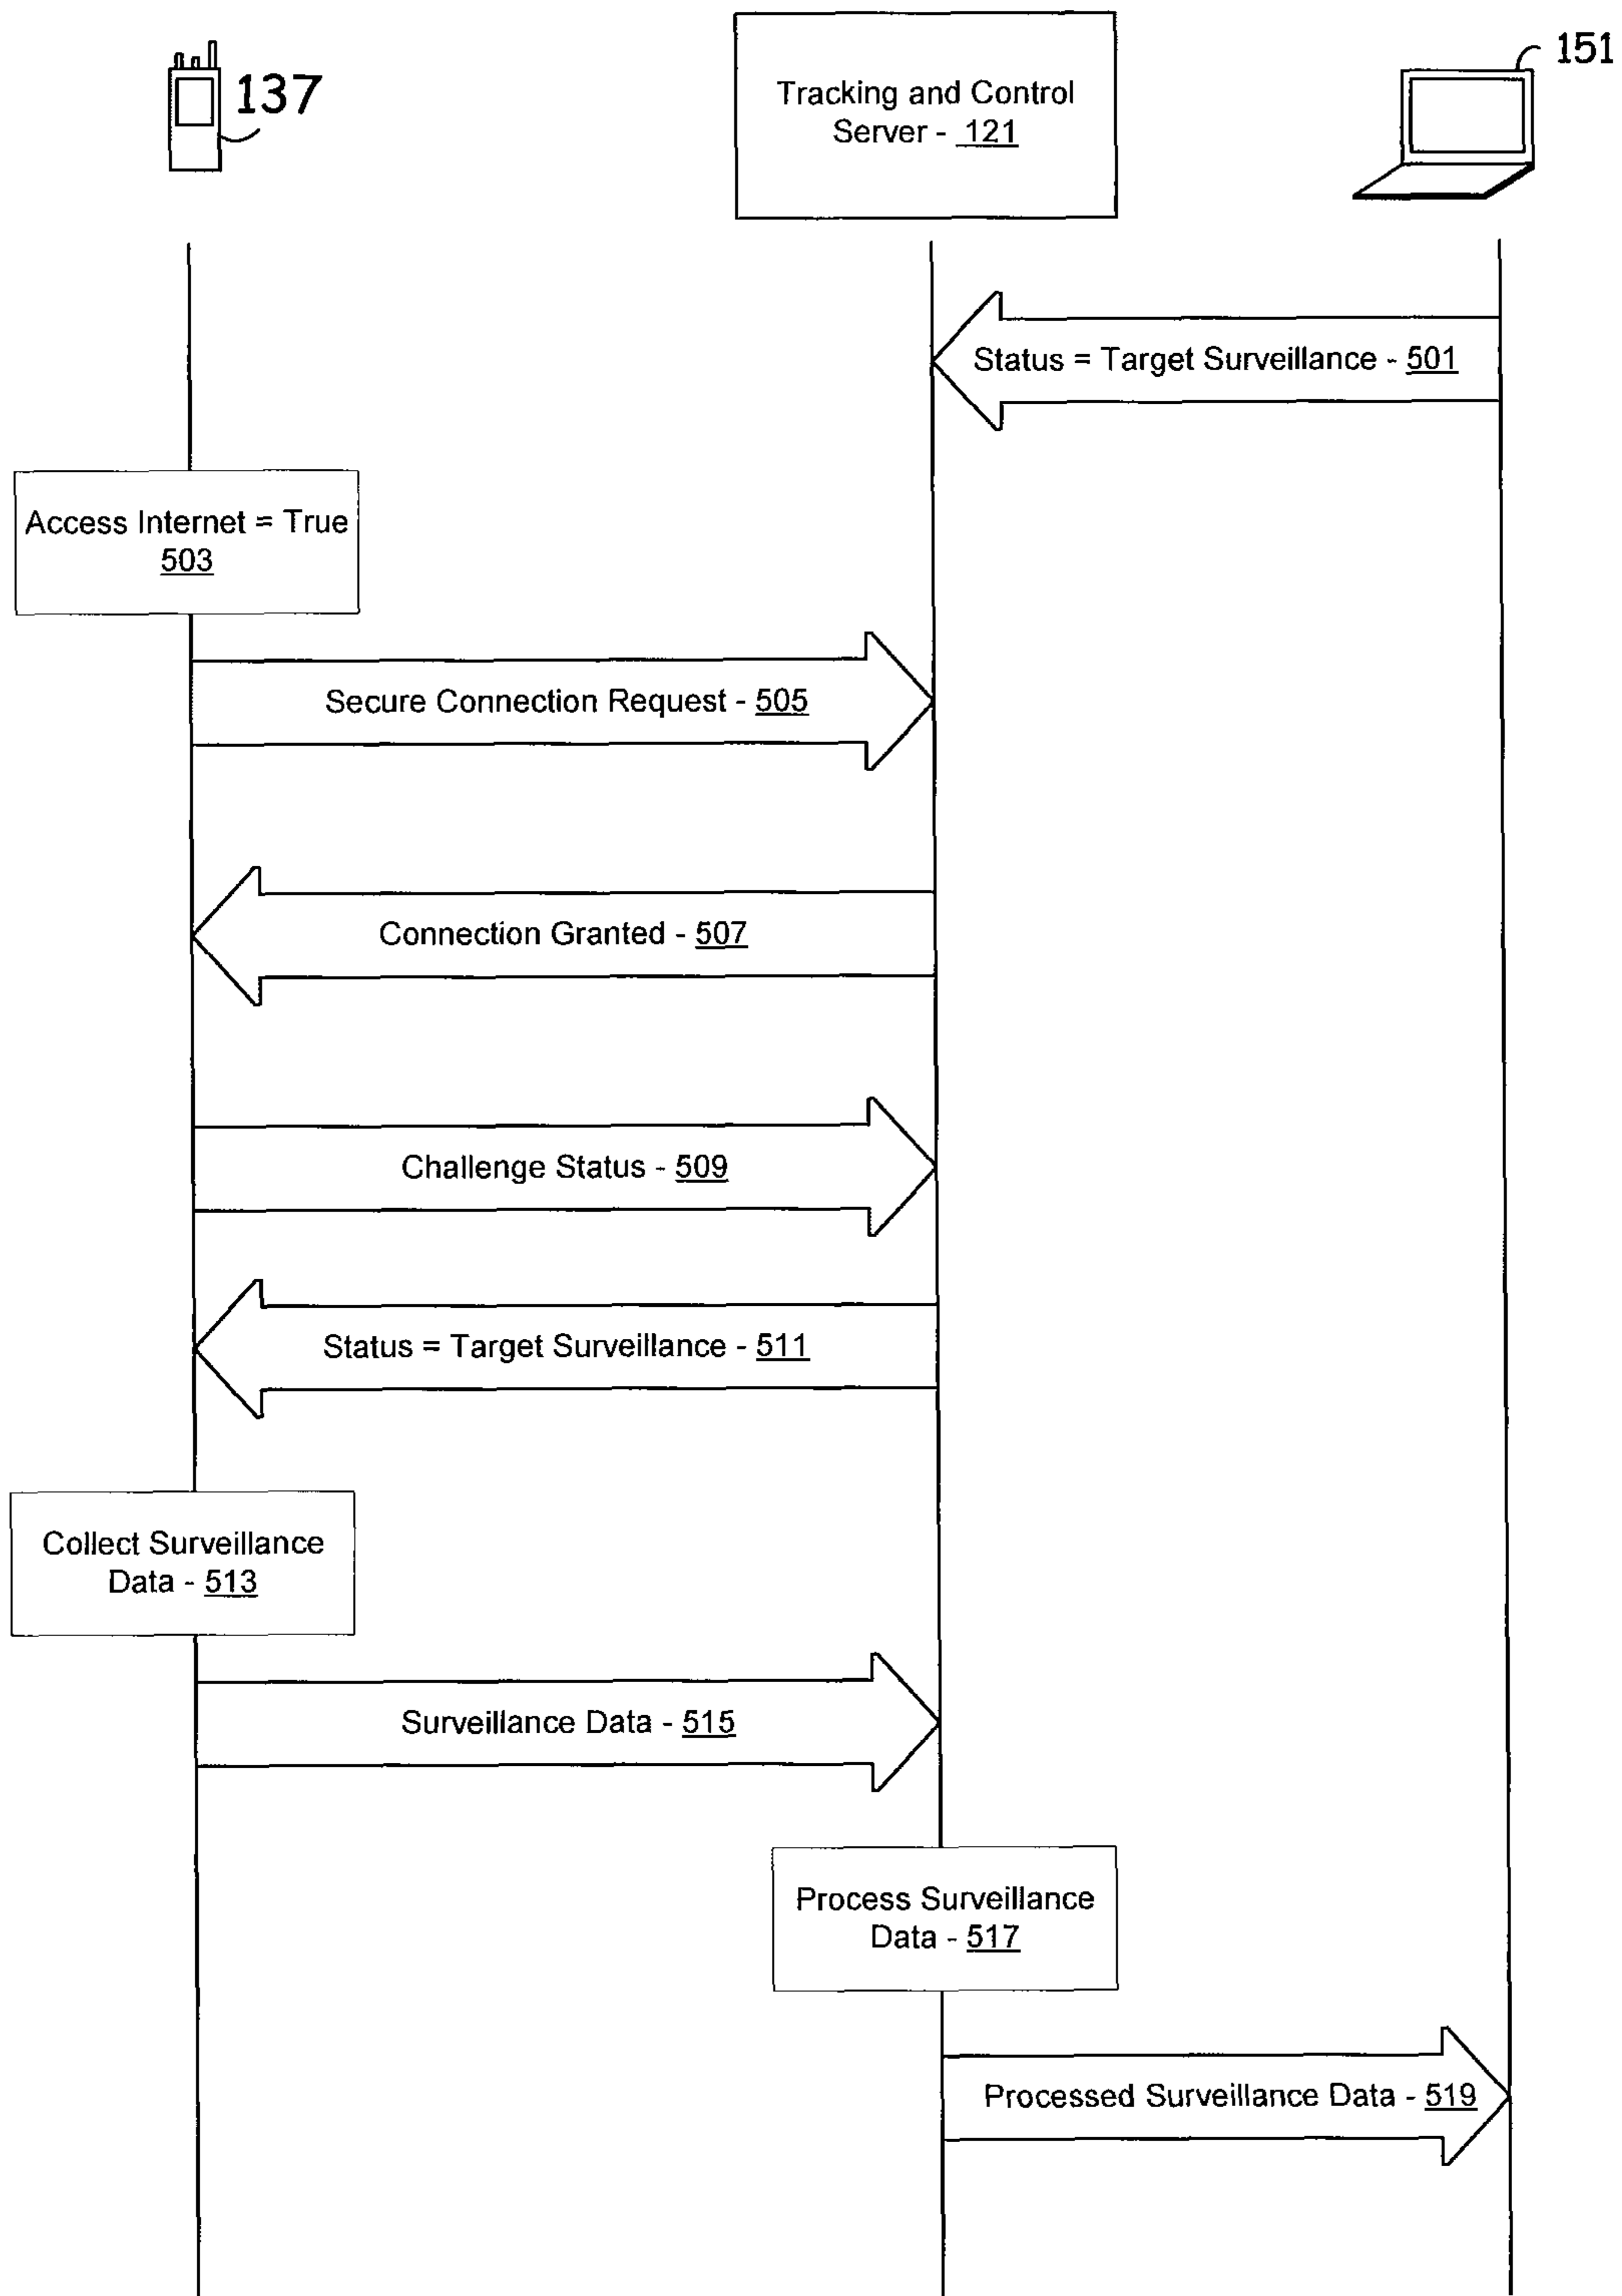 137
Tracking and Control
Server - 121
151
Status = Target Surveillance - 501
Access Internet = True
503
Secure Connection Request - 505
Connection Granted - 507
Challenge Status - 509
Status = Target Surveillance - 511
Collect Surveillance
Data - 513
Surveillance Data - 515
Process Surveillance
Data - 517
Processed Surveillance Data - 519